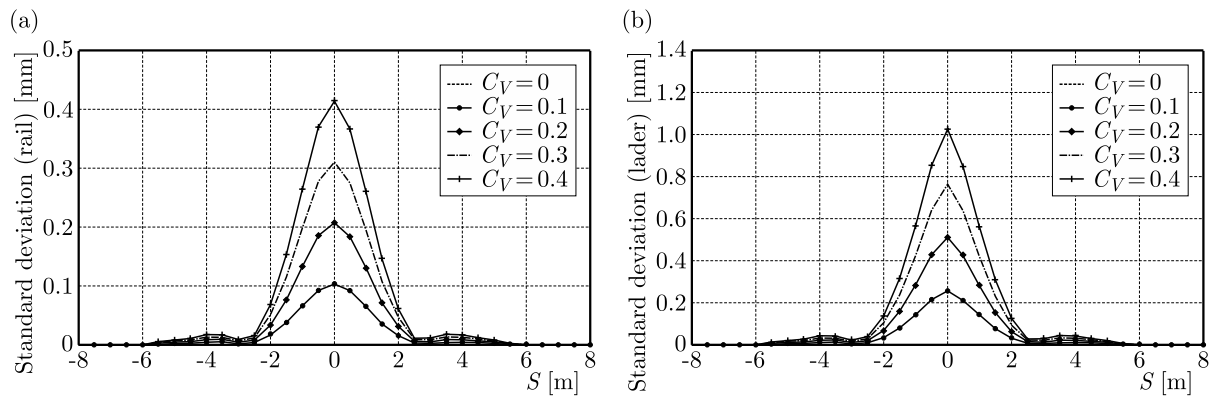 (a)
Standard deviation (rail) [mm]
0.5
0.4
0.3
0.2
0.1
0
-8 -6 -4 -2 0 2 4 6 8
S [m]
C_V=0
C_V=0.1
C_V=0.2
C_V=0.3
C_V=0.4
(b)
Standard deviation (lader) [mm]
1.4
1.2
1.0
0.8
0.6
0.4
0.2
0
-8 -6 -4 -2 0 2 4 6 8
S [m]
C_V=0
C_V=0.1
C_V=0.2
C_V=0.3
C_V=0.4